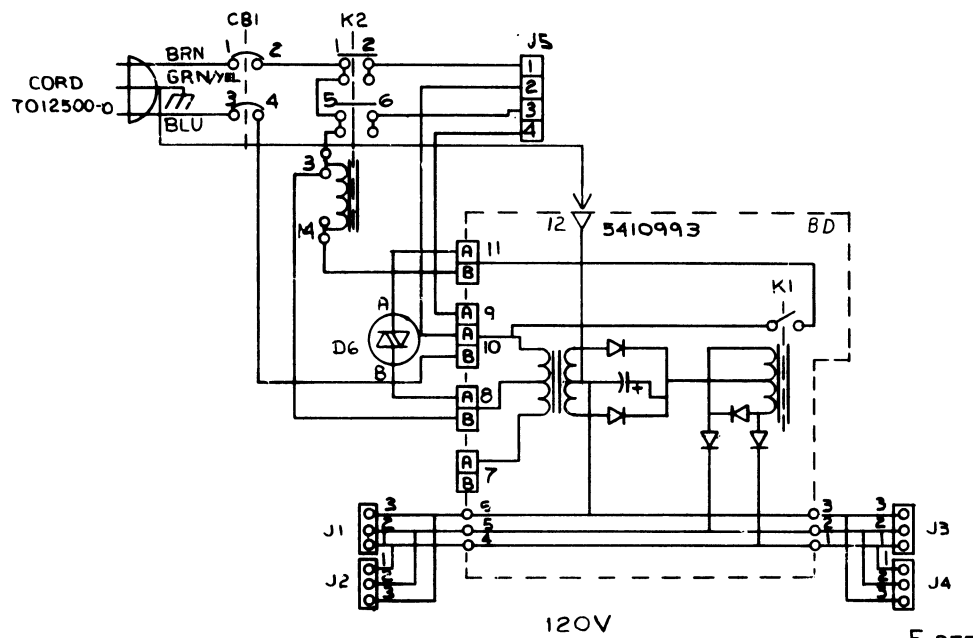 CB1 K2 J5
1 2 1 2 1
BRN
GRN/YEL 2
CORD
7012500-0
3 4 5 6 3
BLU 4
3
12 5410993 BD
14
A 11
B
K1
A
A 9
A
D6 10
B
B
A 8
B
A
7
B
3 6 3 3
J1 2 5 2 2 J3
1 4 1 1
1 1
J2 2 2 J4
3 3
120V